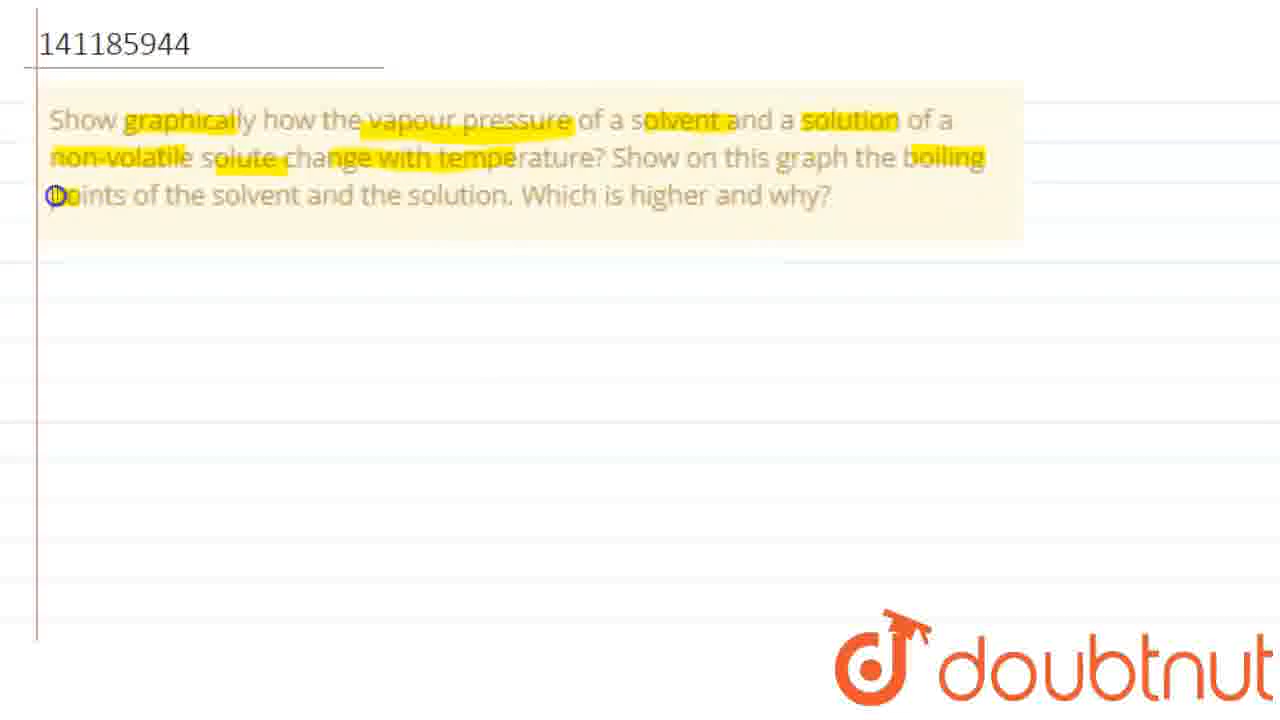 141185944
Show graphically how the vapour pressure of a solvent and a solution of a
non-volatile solute change with temperature? Show on this graph the boiling
points of the solvent and the solution. Which is higher and why?
doubtnut